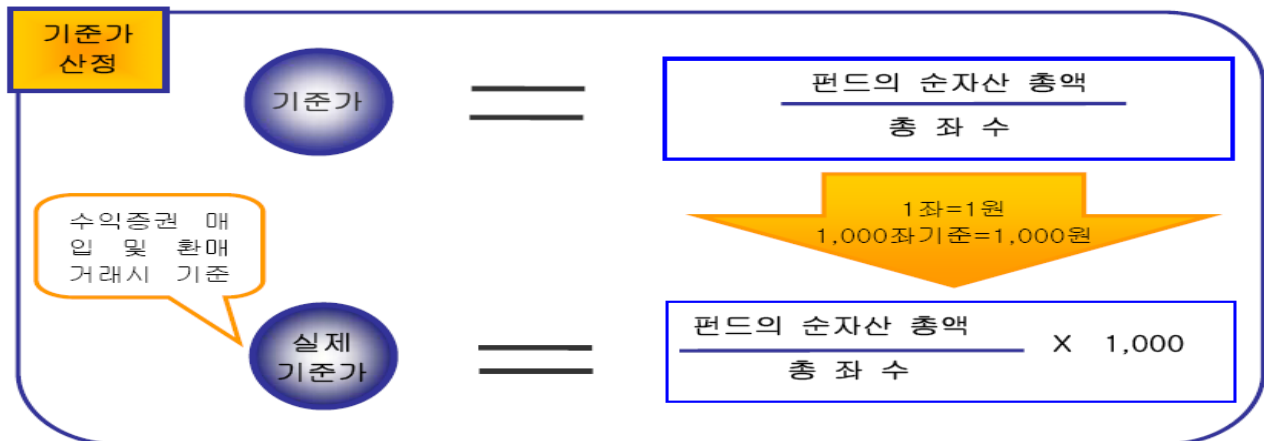 기준가
산정
기준가
펀드의 순자산 총액
총 좌 수
1좌=1원
1,000좌기준=1,000원
수익증권 매
입 및 환매
거래시 기준
실제
기준가
펀드의 순자산 총액
총 좌 수
X 1,000